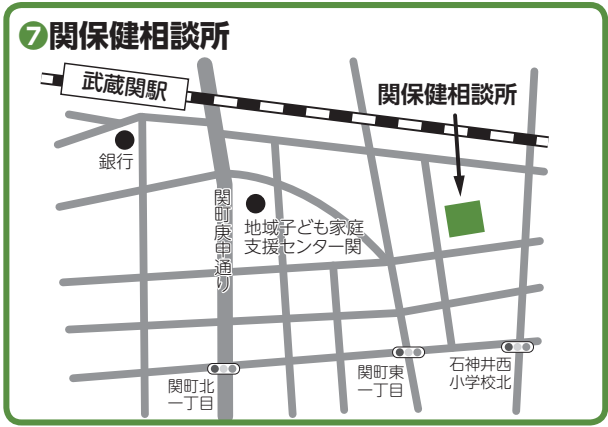 ❼関保健相談所
武蔵関駅
関保健相談所
銀行
関町庚申通り
地域子ども家庭
支援センター関
関町北
一丁目
関町東
一丁目
石神井西
小学校北